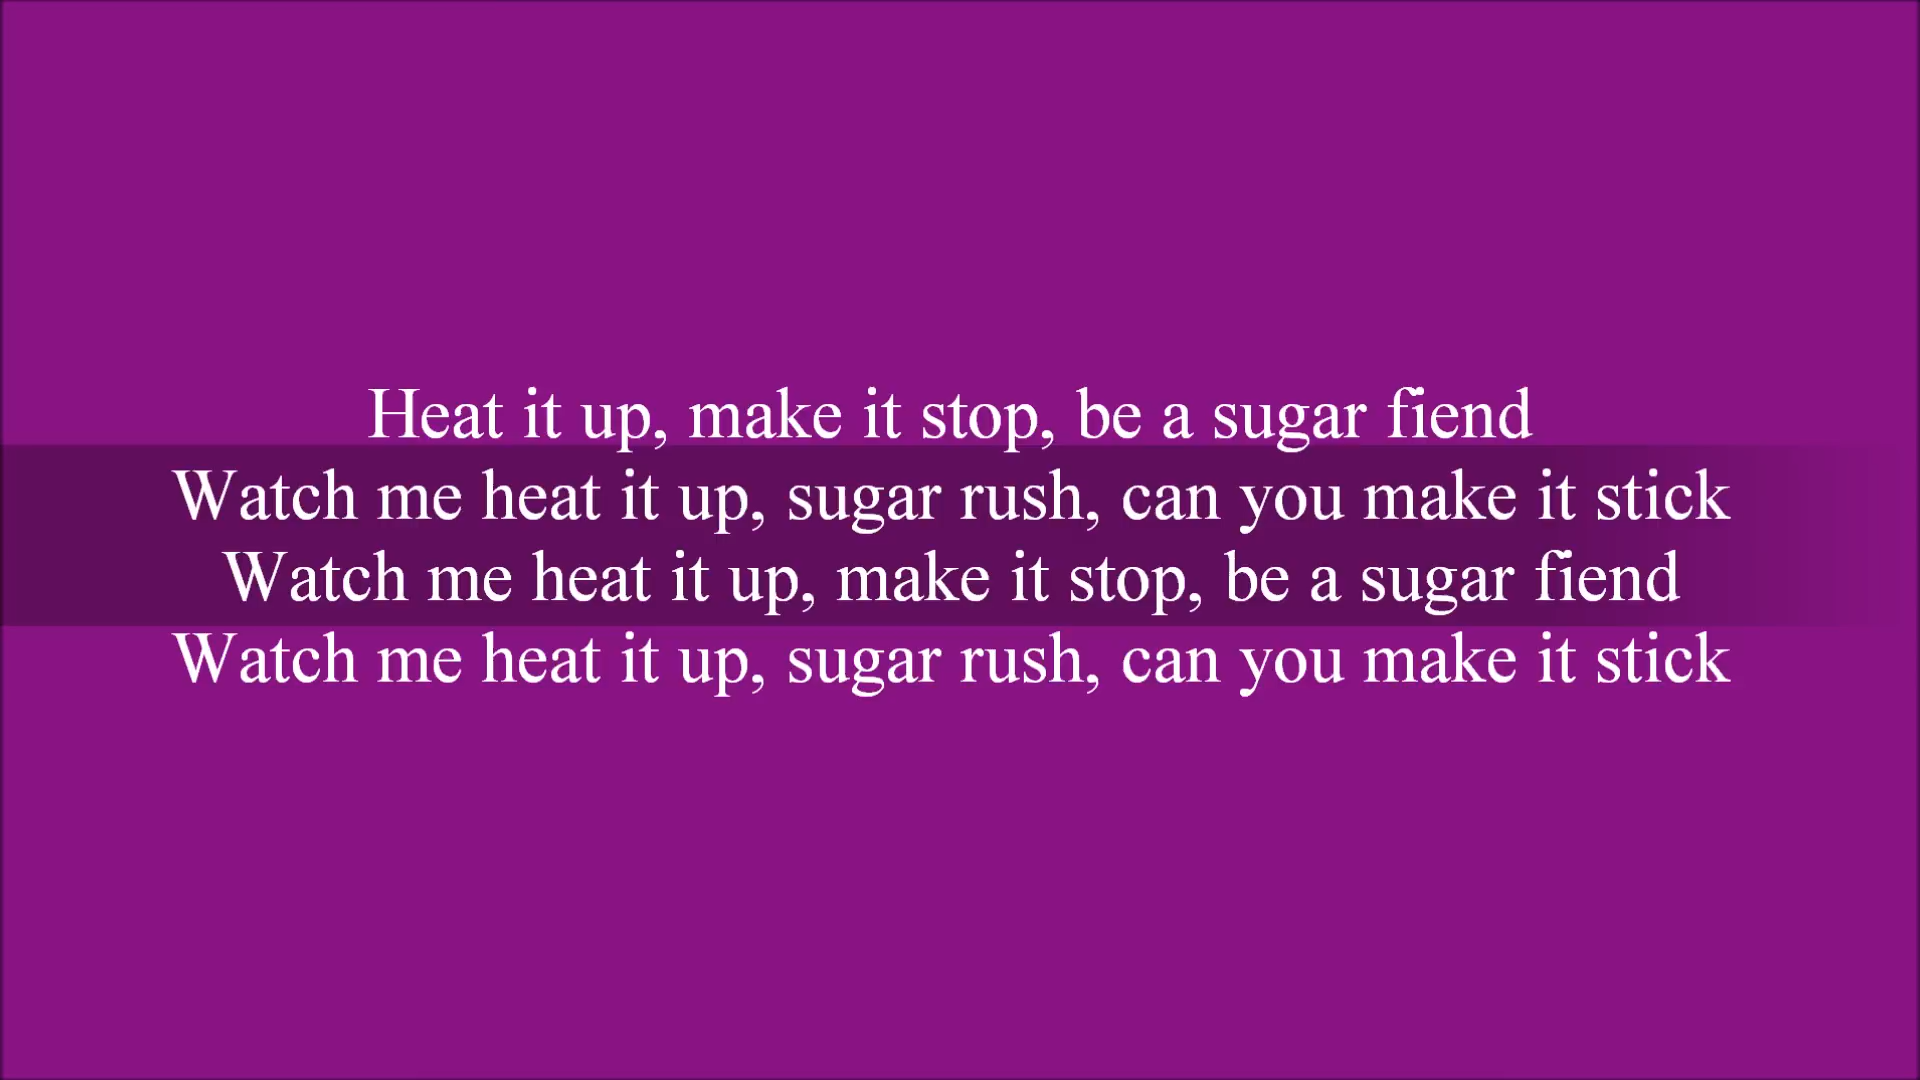 Heat it up, make it stop, be a sugar fiend
Watch me heat it up, sugar rush, can you make it stick
Watch me heat it up, make it stop, be a sugar fiend
Watch me heat it up, sugar rush, can you make it stick